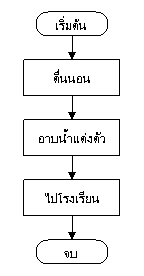 เริ่มต้น
ตื่นนอน
อาบน้ำแต่งตัว
ไปโรงเรียน
จบ